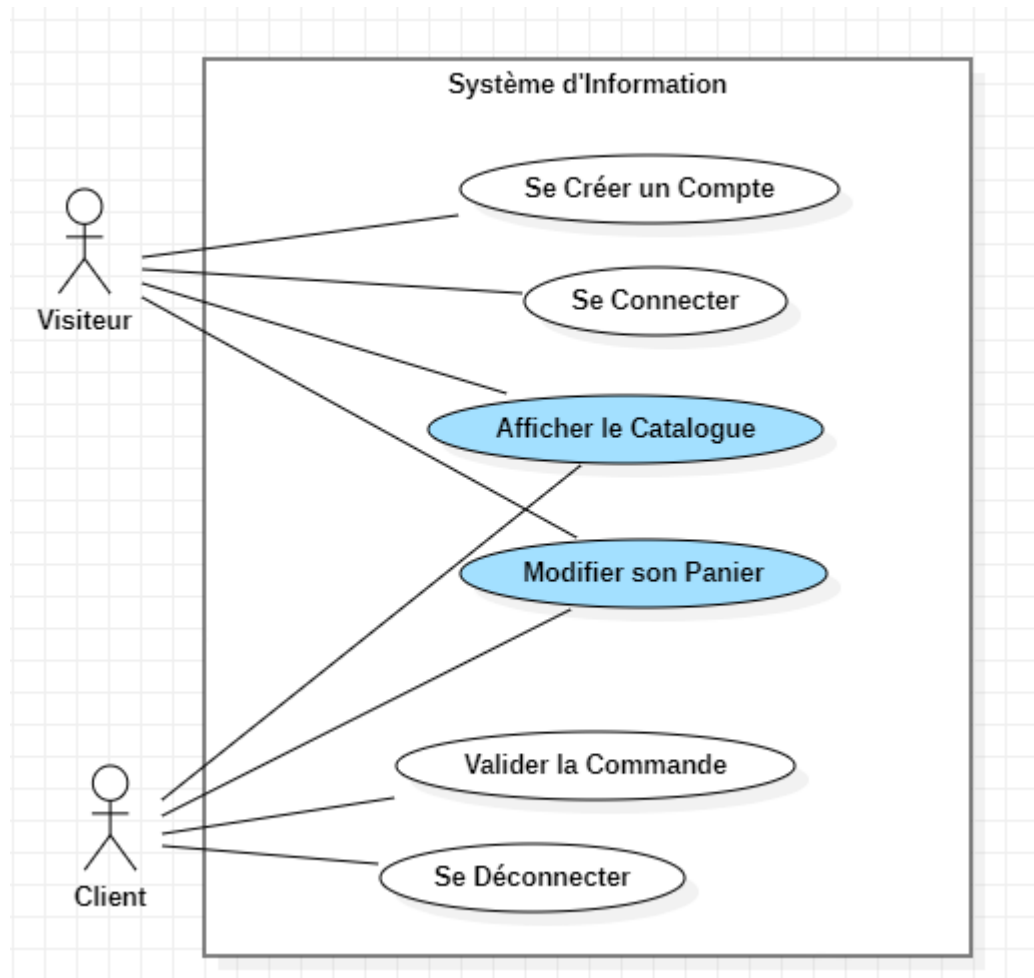 Système d'Information
Se Créer un Compte
Se Connecter
Visiteur
Afficher le Catalogue
Modifier son Panier
Valider la Commande
Se Déconnecter
Client